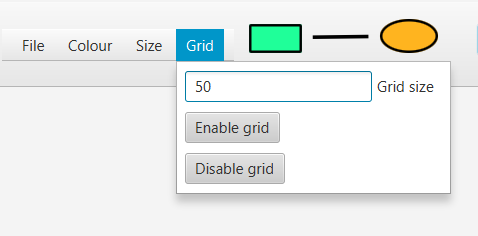 File Colour Size Grid
50 Grid size
Enable grid
Disable grid